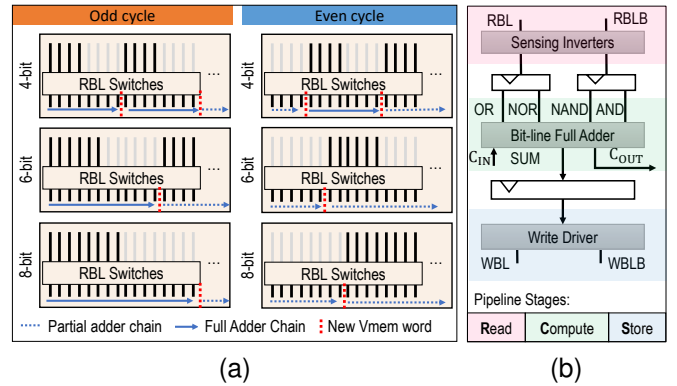 Odd cycle
Even cycle
4-bit
RBL Switches
...
4-bit
RBL Switches
...
6-bit
RBL Switches
...
6-bit
RBL Switches
...
8-bit
RBL Switches
...
8-bit
RBL Switches
...
Partial adder chain
Full Adder Chain
New Vmem word
(a)
RBL
RBLB
Sensing Inverters
OR
NOR
NAND
AND
Bit-line Full Adder
C_IN
SUM
C_OUT
Write Driver
WBL
WBLB
Pipeline Stages:
Read
Compute
Store
(b)